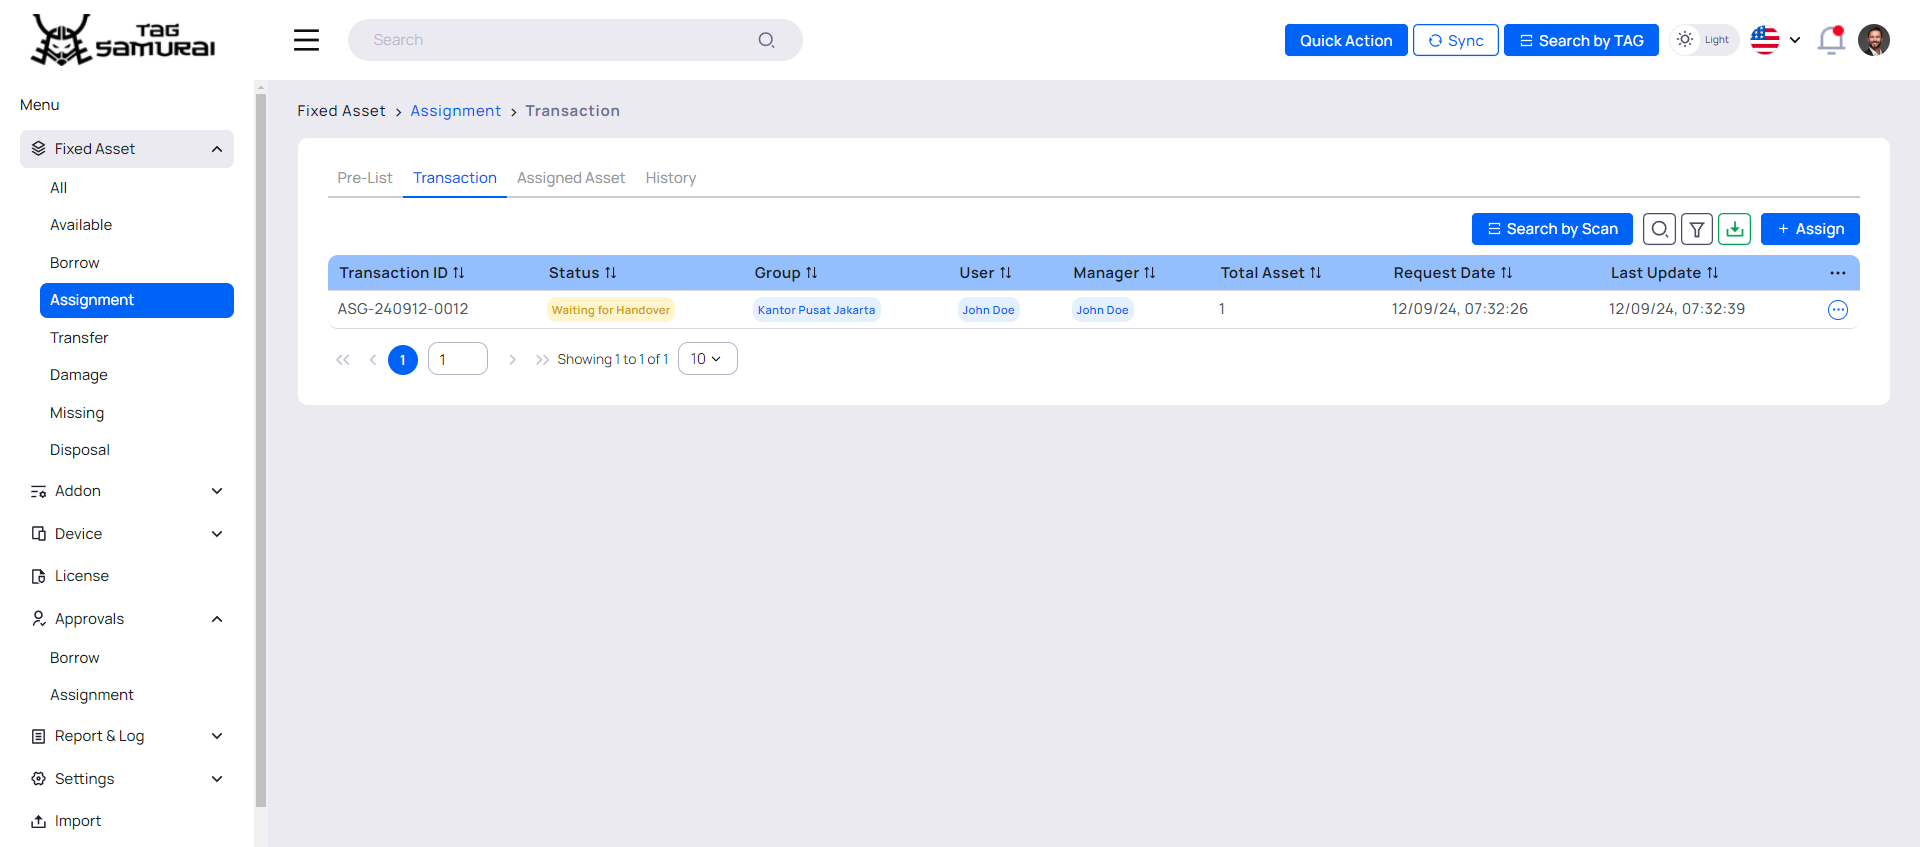 TAG SAMURAI
Search
Quick Action
Sync
Search by TAG
Light
Menu
Fixed Asset
All
Available
Borrow
Assignment
Transfer
Damage
Missing
Disposal
Addon
Device
License
Approvals
Borrow
Assignment
Report & Log
Settings
Import
Fixed Asset > Assignment > Transaction
Pre-List Transaction Assigned Asset History
Search by Scan
+ Assign
Transaction ID Status Group User Manager Total Asset Request Date Last Update ...
ASG-240912-0012 Waiting for Handover Kantor Pusat Jakarta John Doe John Doe 1 12/09/24, 07:32:26 12/09/24, 07:32:39
<< < 1 1 > >> Showing 1 to 1 of 1 10